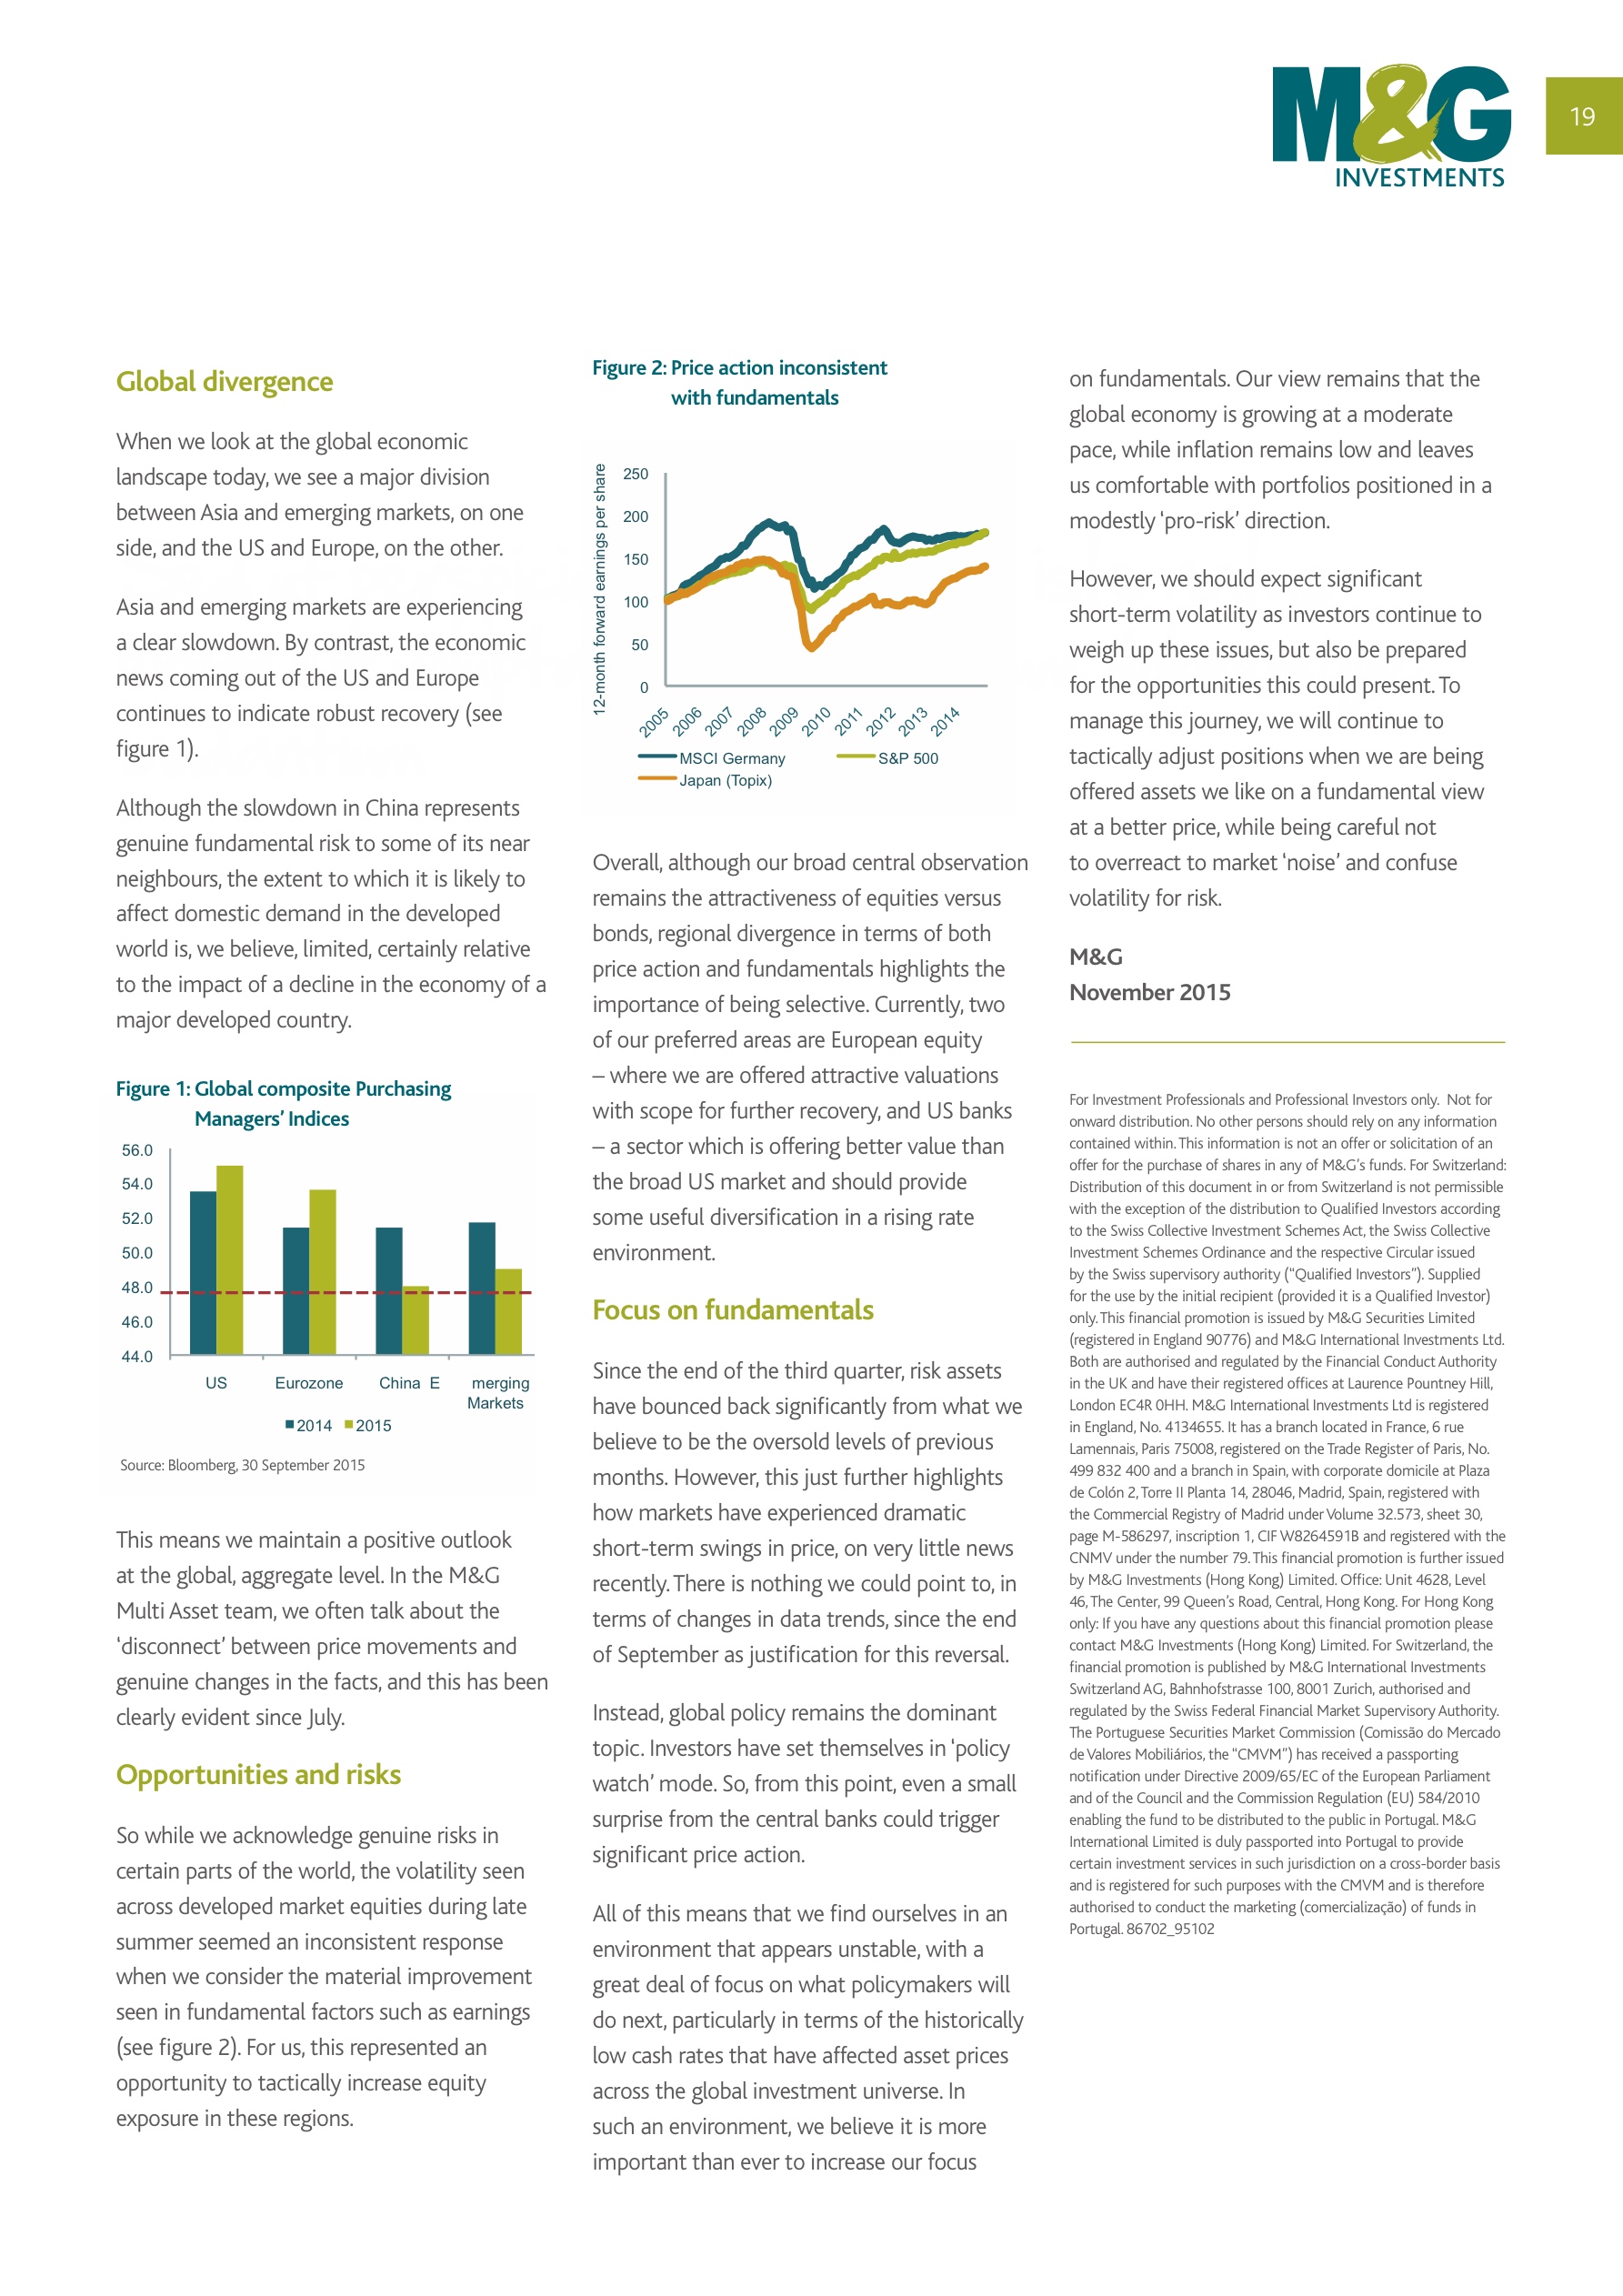 M&G
INVESTMENTS
19
Global divergence
When we look at the global economic
landscape today, we see a major division
between Asia and emerging markets, on one
side, and the US and Europe, on the other.
Asia and emerging markets are experiencing
a clear slowdown. By contrast, the economic
news coming out of the US and Europe
continues to indicate robust recovery (see
figure 1).
Although the slowdown in China represents
genuine fundamental risk to some of its near
neighbours, the extent to which it is likely to
affect domestic demand in the developed
world is, we believe, limited, certainly relative
to the impact of a decline in the economy of a
major developed country.
Figure 1: Global composite Purchasing
Managers' Indices
56.0
54.0
52.0
50.0
48.0
46.0
44.0
US Eurozone China E merging
Markets
2014 2015
Source: Bloomberg, 30 September 2015
This means we maintain a positive outlook
at the global, aggregate level. In the M&G
Multi Asset team, we often talk about the
'disconnect' between price movements and
genuine changes in the facts, and this has been
clearly evident since July.
Opportunities and risks
So while we acknowledge genuine risks in
certain parts of the world, the volatility seen
across developed market equities during late
summer seemed an inconsistent response
when we consider the material improvement
seen in fundamental factors such as earnings
(see figure 2). For us, this represented an
opportunity to tactically increase equity
exposure in these regions.
Figure 2: Price action inconsistent
with fundamentals
12-month forward earnings per share
250
200
150
100
50
0
2005 2006 2007 2008 2009 2010 2011 2012 2013 2014
MSCI Germany S&P 500
Japan (Topix)
Overall, although our broad central observation
remains the attractiveness of equities versus
bonds, regional divergence in terms of both
price action and fundamentals highlights the
importance of being selective. Currently, two
of our preferred areas are European equity
– where we are offered attractive valuations
with scope for further recovery, and US banks
– a sector which is offering better value than
the broad US market and should provide
some useful diversification in a rising rate
environment.
Focus on fundamentals
Since the end of the third quarter, risk assets
have bounced back significantly from what we
believe to be the oversold levels of previous
months. However, this just further highlights
how markets have experienced dramatic
short-term swings in price, on very little news
recently. There is nothing we could point to, in
terms of changes in data trends, since the end
of September as justification for this reversal.
Instead, global policy remains the dominant
topic. Investors have set themselves in 'policy
watch' mode. So, from this point, even a small
surprise from the central banks could trigger
significant price action.
All of this means that we find ourselves in an
environment that appears unstable, with a
great deal of focus on what policymakers will
do next, particularly in terms of the historically
low cash rates that have affected asset prices
across the global investment universe. In
such an environment, we believe it is more
important than ever to increase our focus
on fundamentals. Our view remains that the
global economy is growing at a moderate
pace, while inflation remains low and leaves
us comfortable with portfolios positioned in a
modestly 'pro-risk' direction.
However, we should expect significant
short-term volatility as investors continue to
weigh up these issues, but also be prepared
for the opportunities this could present. To
manage this journey, we will continue to
tactically adjust positions when we are being
offered assets we like on a fundamental view
at a better price, while being careful not
to overreact to market 'noise' and confuse
volatility for risk.
M&G
November 2015
For Investment Professionals and Professional Investors only. Not for
onward distribution. No other persons should rely on any information
contained within. This information is not an offer or solicitation of an
offer for the purchase of shares in any of M&G's funds. For Switzerland:
Distribution of this document in or from Switzerland is not permissible
with the exception of the distribution to Qualified Investors according
to the Swiss Collective Investment Schemes Act, the Swiss Collective
Investment Schemes Ordinance and the respective Circular issued
by the Swiss supervisory authority ("Qualified Investors"). Supplied
for the use by the initial recipient (provided it is a Qualified Investor)
only. This financial promotion is issued by M&G Securities Limited
(registered in England 90776) and M&G International Investments Ltd.
Both are authorised and regulated by the Financial Conduct Authority
in the UK and have their registered offices at Laurence Pountney Hill,
London EC4R 0HH. M&G International Investments Ltd is registered
in England, No. 4134655. It has a branch located in France, 6 rue
Lamennais, Paris 75008, registered on the Trade Register of Paris, No.
499 832 400 and a branch in Spain, with corporate domicile at Plaza
de Colón 2, Torre II Planta 14, 28046, Madrid, Spain, registered with
the Commercial Registry of Madrid under Volume 32.573, sheet 30,
page M-586297, inscription 1, CIF W8264591B and registered with the
CNMV under the number 79. This financial promotion is further issued
by M&G Investments (Hong Kong) Limited. Office: Unit 4628, Level
46, The Center, 99 Queen's Road, Central, Hong Kong. For Hong Kong
only: If you have any questions about this financial promotion please
contact M&G Investments (Hong Kong) Limited. For Switzerland, the
financial promotion is published by M&G International Investments
Switzerland AG, Bahnhofstrasse 100, 8001 Zurich, authorised and
regulated by the Swiss Federal Financial Market Supervisory Authority.
The Portuguese Securities Market Commission (Comissão do Mercado
de Valores Mobiliários, the "CMVM") has received a passporting
notification under Directive 2009/65/EC of the European Parliament
and of the Council and the Commission Regulation (EU) 584/2010
enabling the fund to be distributed to the public in Portugal. M&G
International Limited is duly passported into Portugal to provide
certain investment services in such jurisdiction on a cross-border basis
and is registered for such purposes with the CMVM and is therefore
authorised to conduct the marketing (comercialização) of funds in
Portugal. 86702_95102